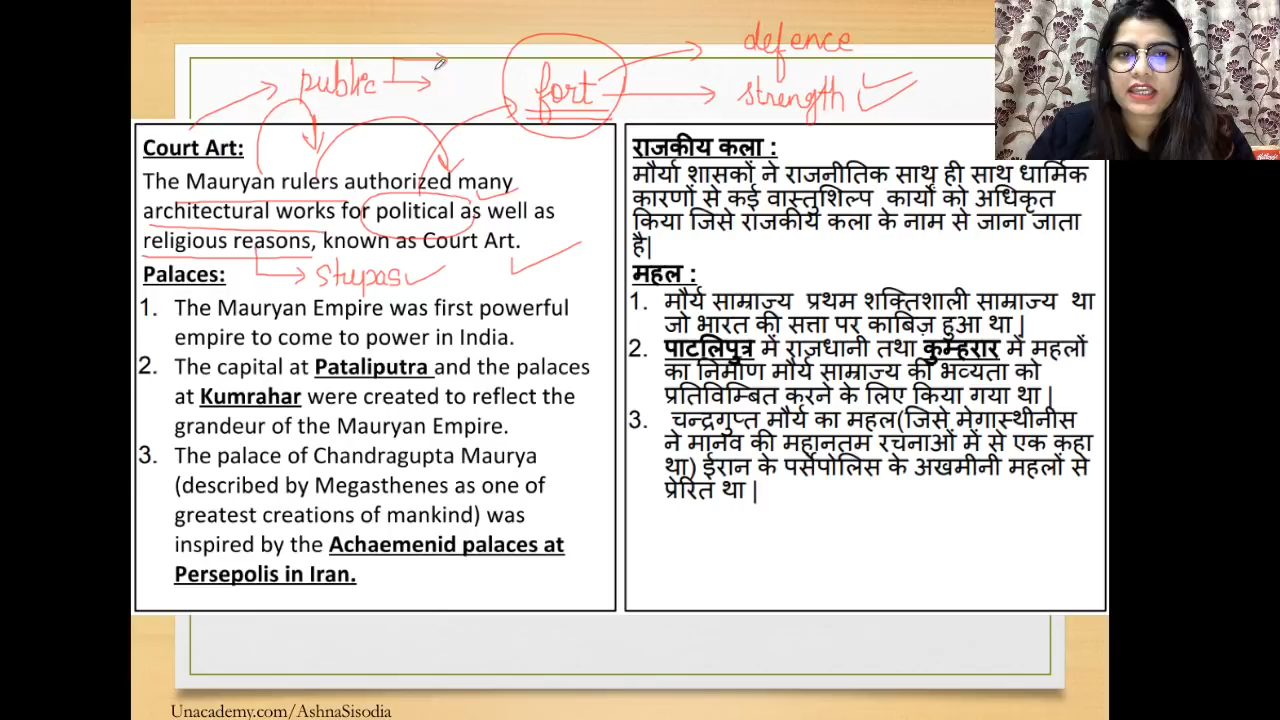 defence
public
fort
strength
Court Art:
The Mauryan rulers authorized many
architectural works for political as well as
religious reasons, known as Court Art.
stupas
Palaces:
1. The Mauryan Empire was first powerful
empire to come to power in India.
2. The capital at Pataliputra and the palaces
at Kumrahar were created to reflect the
grandeur of the Mauryan Empire.
3. The palace of Chandragupta Maurya
(described by Megasthenes as one of
greatest creations of mankind) was
inspired by the Achaemenid palaces at
Persepolis in Iran.
राजकीय कला :
मौर्या शासकों ने राजनीतिक साथ ही साथ धार्मिक
कारणों से कई वास्तुशिल्प कार्यों को अधिकृत
किया जिसे राजकीय कला के नाम से जाना जाता
है|
महल :
1. मौर्य साम्राज्य प्रथम शक्तिशाली साम्राज्य था
जो भारत की सत्ता पर काबिज़ हुआ था |
2. पाटलिपुत्र में राजधानी तथा कुम्हरार में महलों
का निर्माण मौर्य साम्राज्य की भव्यता को
प्रतिविम्बित करने के लिए किया गया था |
3. चन्द्रगुप्त मौर्य का महल(जिसे मेगास्थीनीस
ने मानव की महानतम रचनाओं में से एक कहा
था) ईरान के पर्सेपोलिस के अखमीनी महलों से
प्रेरित था |
Unacademy.com/AshnaSisodia